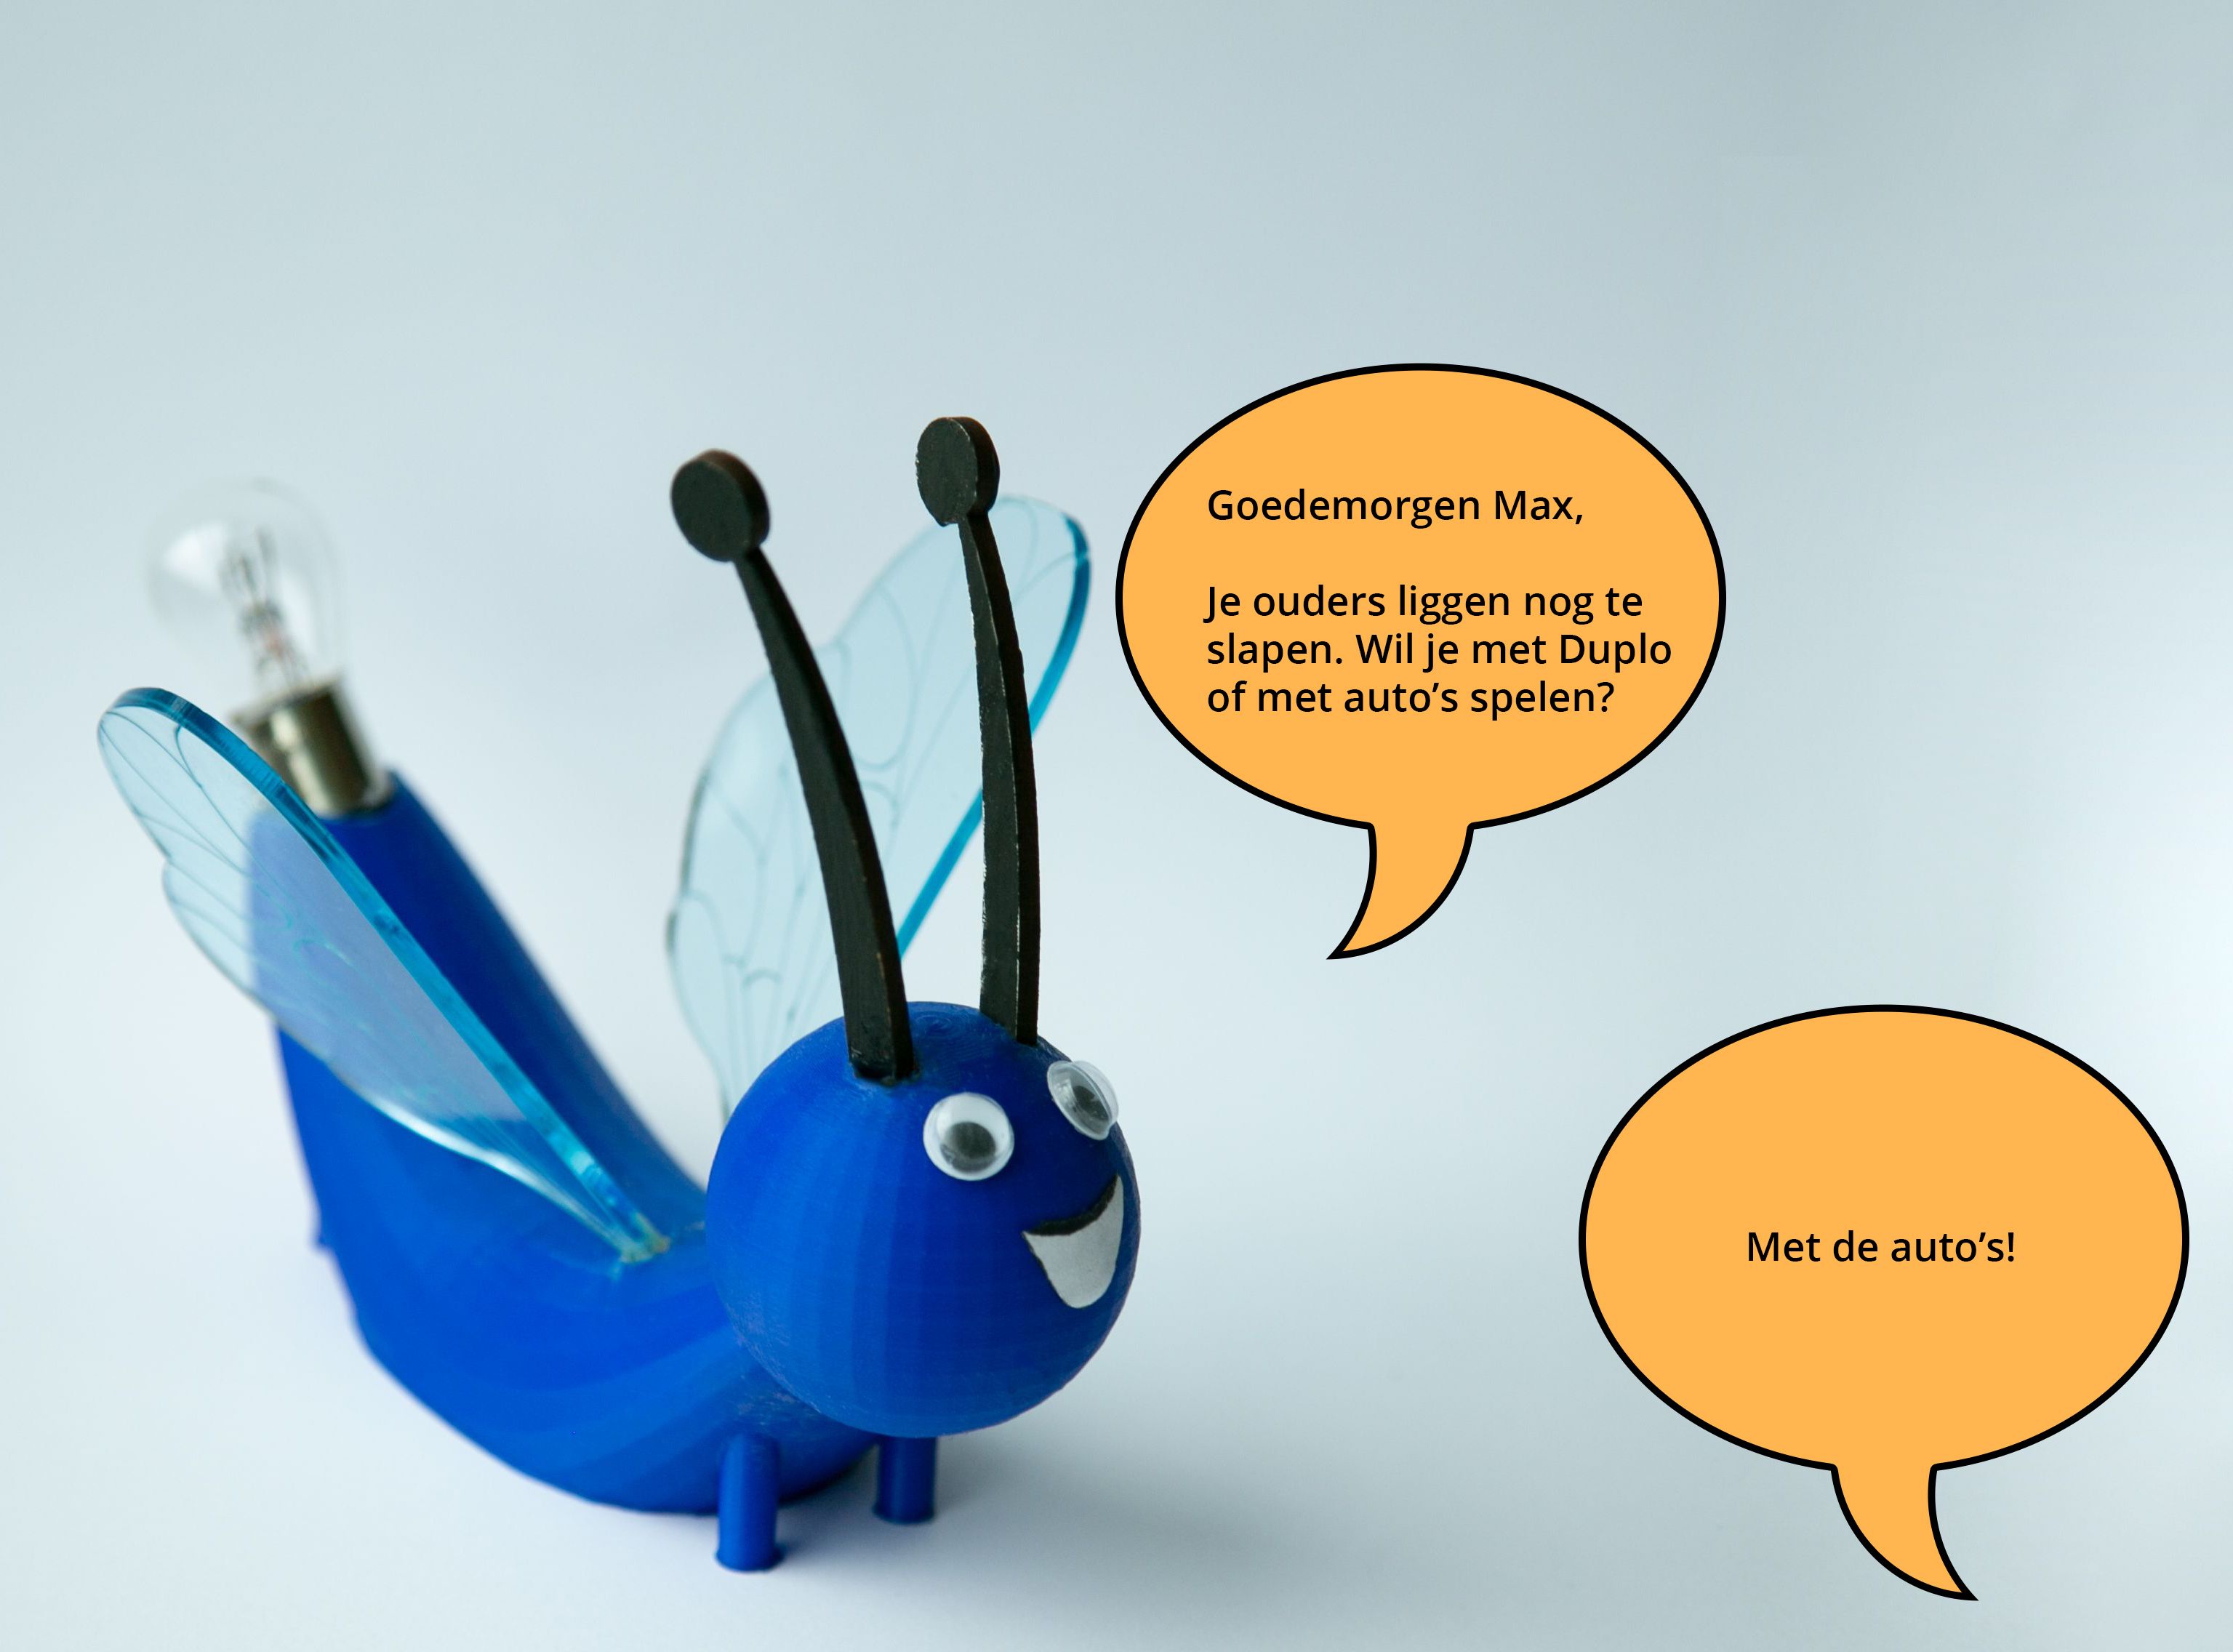 Goedemorgen Max,
Je ouders liggen nog te
slapen. Wil je met Duplo
of met auto’s spelen?
Met de auto’s!